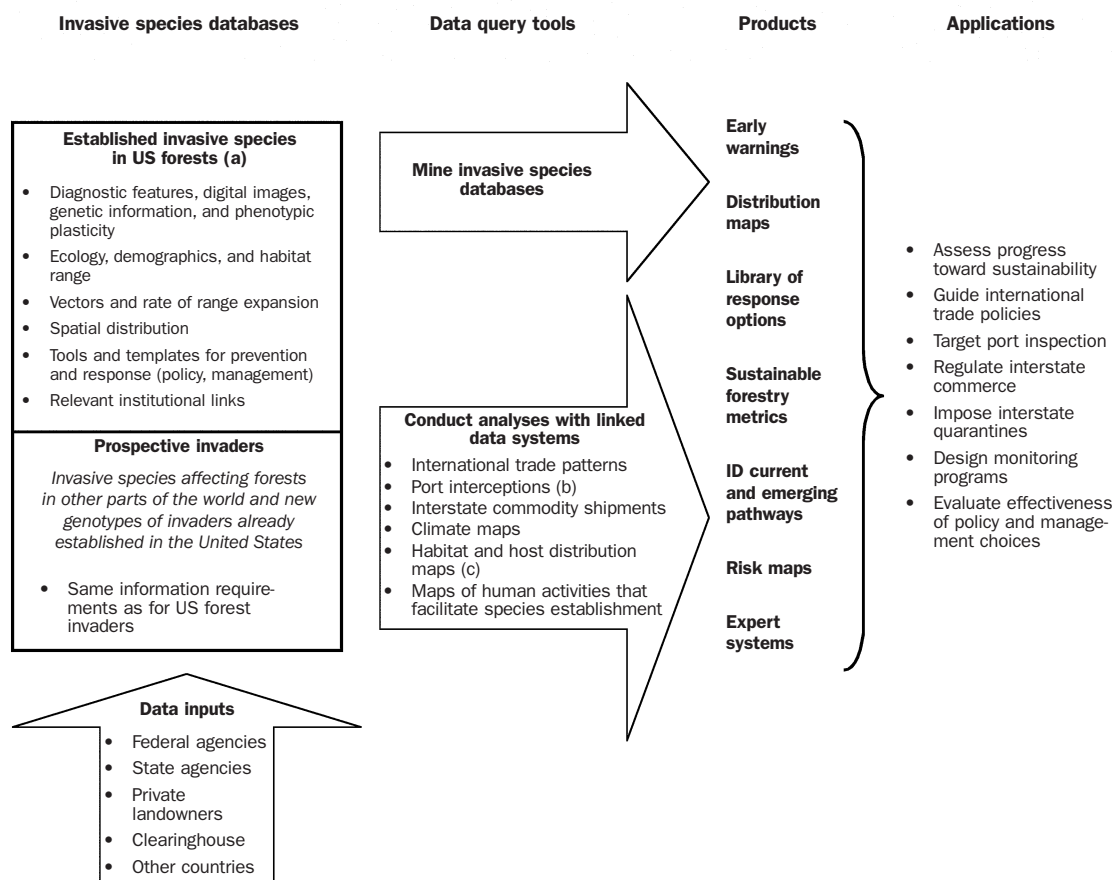 Invasive species databases
Data query tools
Products
Applications
Established invasive species
in US forests (a)
• Diagnostic features, digital images,
genetic information, and phenotypic
plasticity
• Ecology, demographics, and habitat
range
• Vectors and rate of range expansion
• Spatial distribution
• Tools and templates for prevention
and response (policy, management)
• Relevant institutional links
Prospective invaders
Invasive species affecting forests
in other parts of the world and new
genotypes of invaders already
established in the United States
• Same information require-
ments as for US forest
invaders
Data inputs
• Federal agencies
• State agencies
• Private
landowners
• Clearinghouse
• Other countries
Mine invasive species
databases
Conduct analyses with linked
data systems
• International trade patterns
• Port interceptions (b)
• Interstate commodity shipments
• Climate maps
• Habitat and host distribution
maps (c)
• Maps of human activities that
facilitate species establishment
Early
warnings
Distribution
maps
Library of
response
options
Sustainable
forestry
metrics
ID current
and emerging
pathways
Risk maps
Expert
systems
• Assess progress
toward sustainability
• Guide international
trade policies
• Target port inspection
• Regulate interstate
commerce
• Impose interstate
quarantines
• Design monitoring
programs
• Evaluate effectiveness
of policy and manage-
ment choices